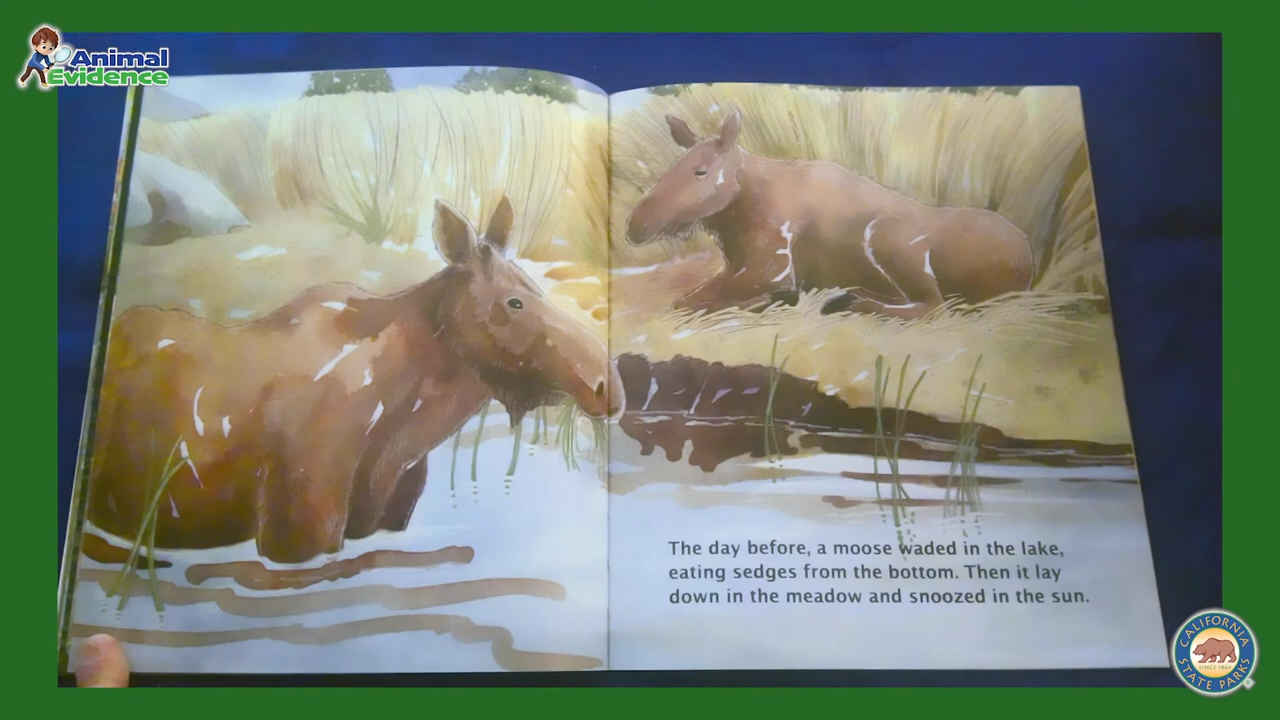 Animal
Evidence
The day before, a moose waded in the lake,
eating sedges from the bottom. Then it lay
down in the meadow and snoozed in the sun.
CALIFORNIA
SINCE 1864
STATE PARKS